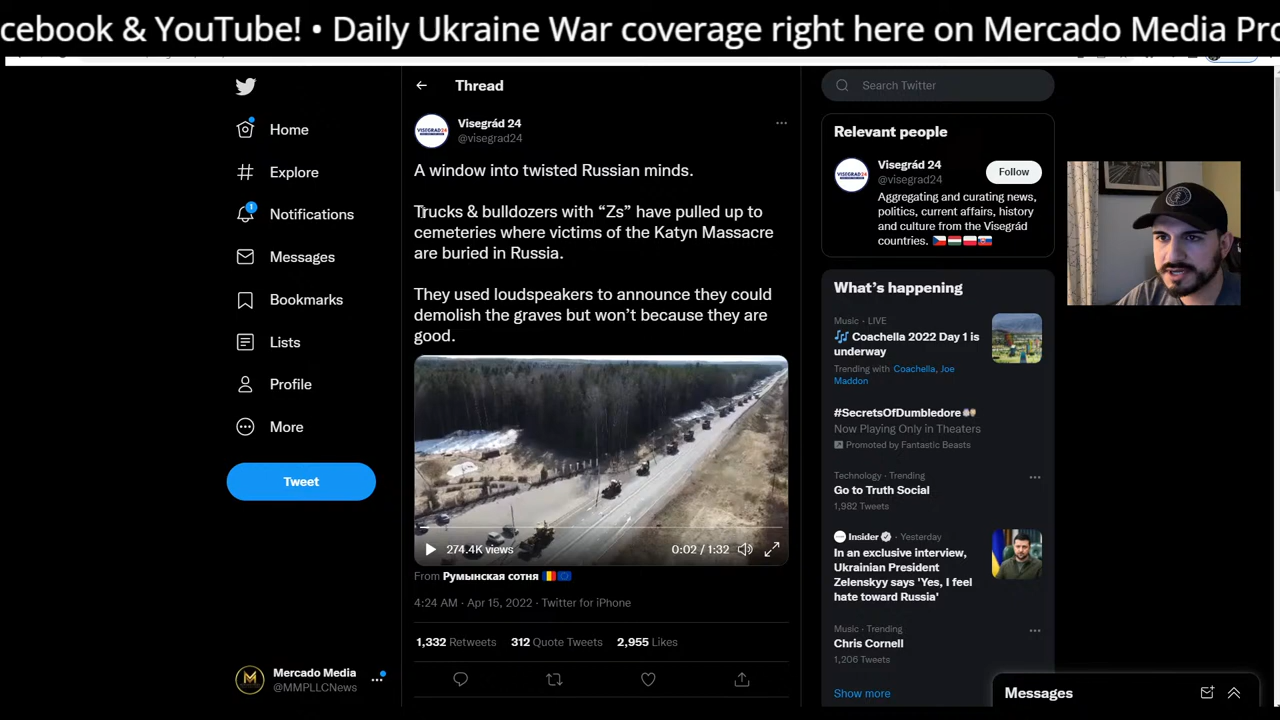 cebook & YouTube! • Daily Ukraine War coverage right here on Mercado Media Pro
Home
Explore
1
Notifications
Messages
Bookmarks
Lists
Profile
More
Tweet
Mercado Media
@MMPLLCNews
Thread
VISEGRAD24
Visegrád 24
@visegrad24
A window into twisted Russian minds.
Trucks & bulldozers with “Zs” have pulled up to
cemeteries where victims of the Katyn Massacre
are buried in Russia.
They used loudspeakers to announce they could
demolish the graves but won’t because they are
good.
274.4K views
0:02 / 1:32
From Румынская сотня
4:24 AM · Apr 15, 2022 · Twitter for iPhone
1,332 Retweets 312 Quote Tweets 2,955 Likes
Search Twitter
Relevant people
VISEGRAD24
Visegrád 24
@visegrad24
Follow
Aggregating and curating news,
politics, current affairs, history
and culture from the Visegrád
countries.
What’s happening
Music · LIVE
Coachella 2022 Day 1 is
underway
Trending with Coachella, Joe
Maddon
#SecretsOfDumbledore
Now Playing Only in Theaters
Promoted by Fantastic Beasts
Technology · Trending
Go to Truth Social
1,982 Tweets
Insider · Yesterday
In an exclusive interview,
Ukrainian President
Zelenskyy says 'Yes, I feel
hate toward Russia'
Music · Trending
Chris Cornell
1,206 Tweets
Show more
Messages